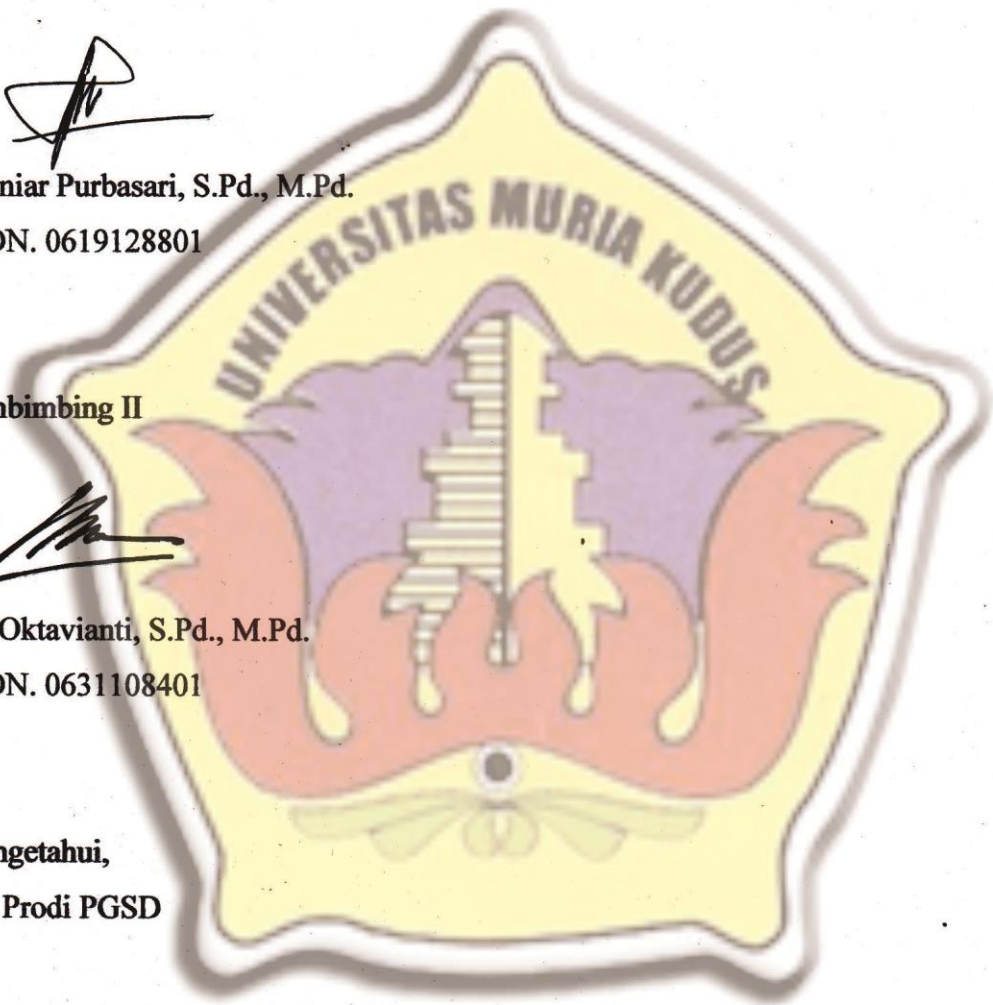 niar Purbasari, S.Pd., M.Pd.
DN. 0619128801
UNIVERSITAS MURIA KUDUS
nbimbing II
Oktavianti, S.Pd., M.Pd.
DN. 0631108401
ngetahui,
Prodi PGSD